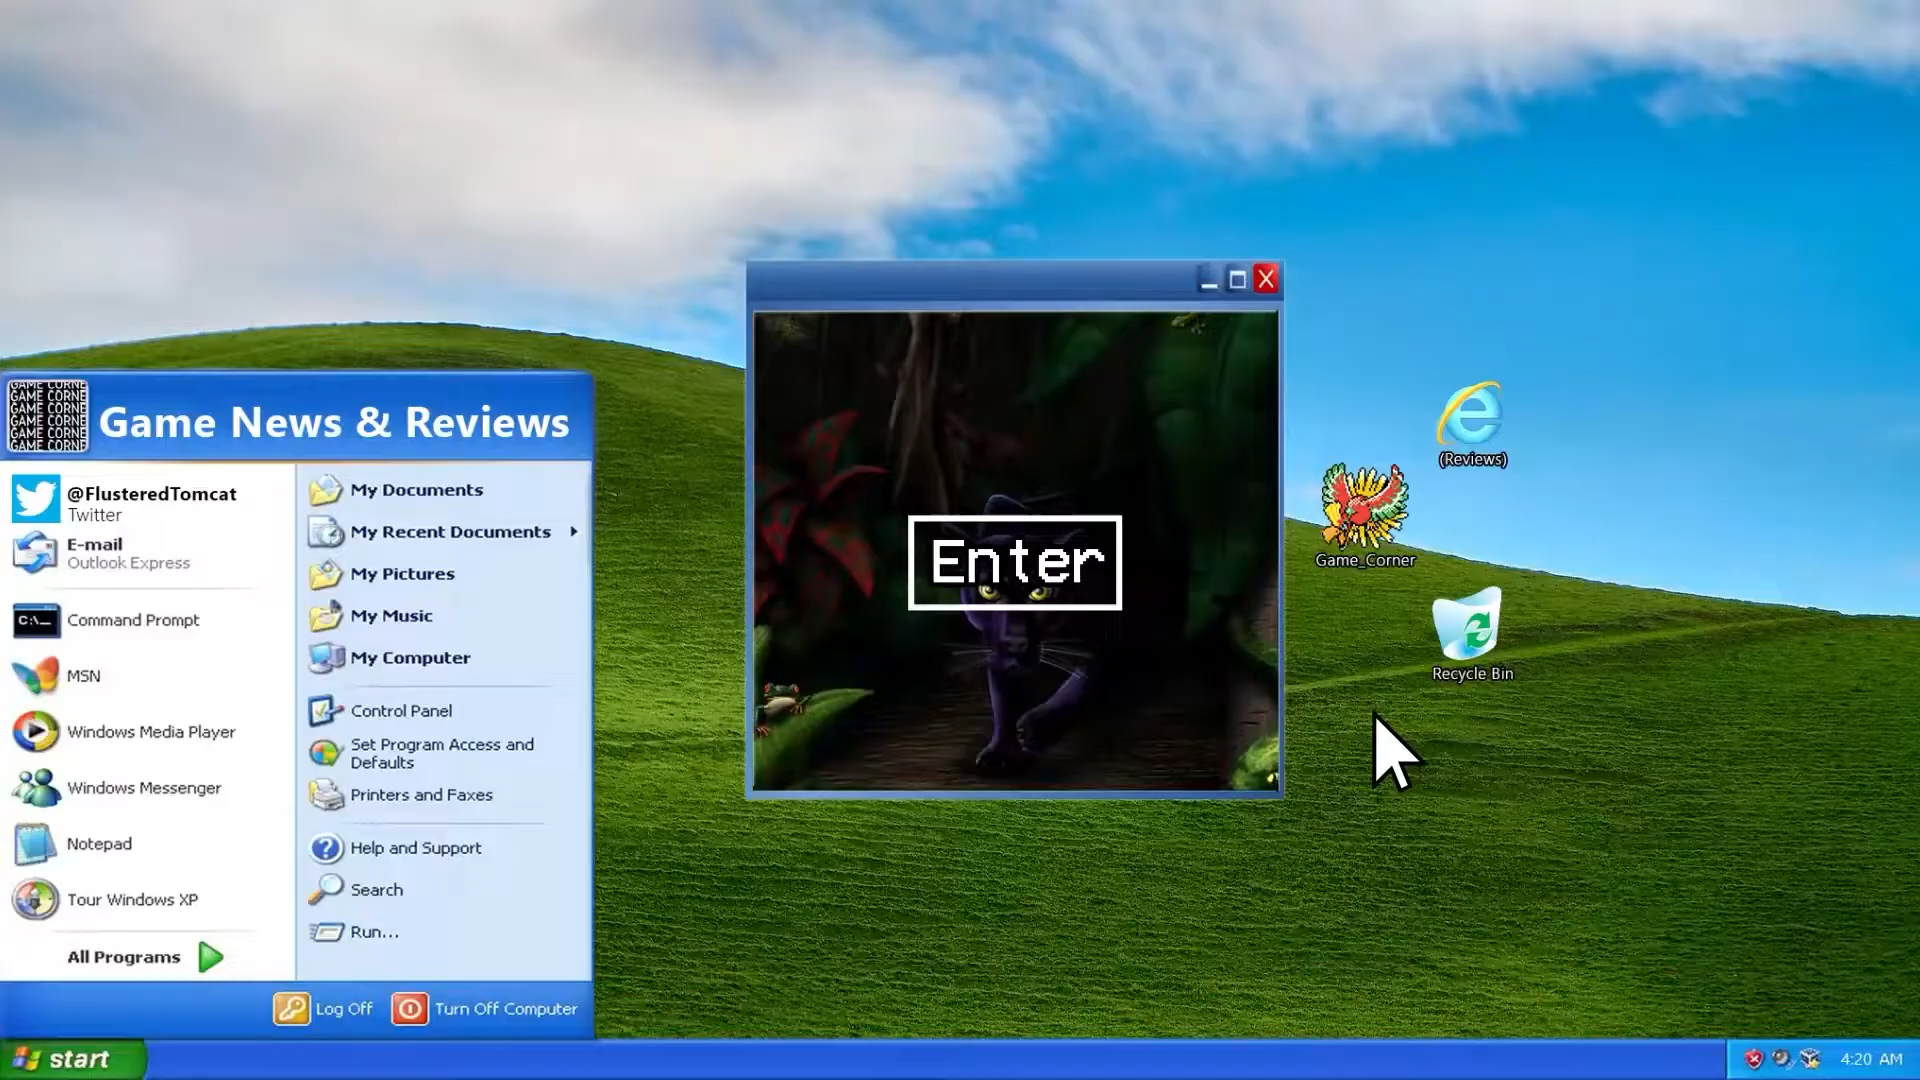 GAME CORNE
GAME CORNE
GAME CORNE
GAME CORNE
GAME CORNE
GAME CORNE
Game News & Reviews
@FlusteredTomcat
Twitter
E-mail
Outlook Express
C:\_
Command Prompt
MSN
Windows Media Player
Windows Messenger
Notepad
Tour Windows XP
All Programs
My Documents
My Recent Documents
My Pictures
My Music
My Computer
Control Panel
Set Program Access and
Defaults
Printers and Faxes
Help and Support
Search
Run...
Log Off
Turn Off Computer
start
Enter
(Reviews)
Game_Corner
Recycle Bin
4:20 AM